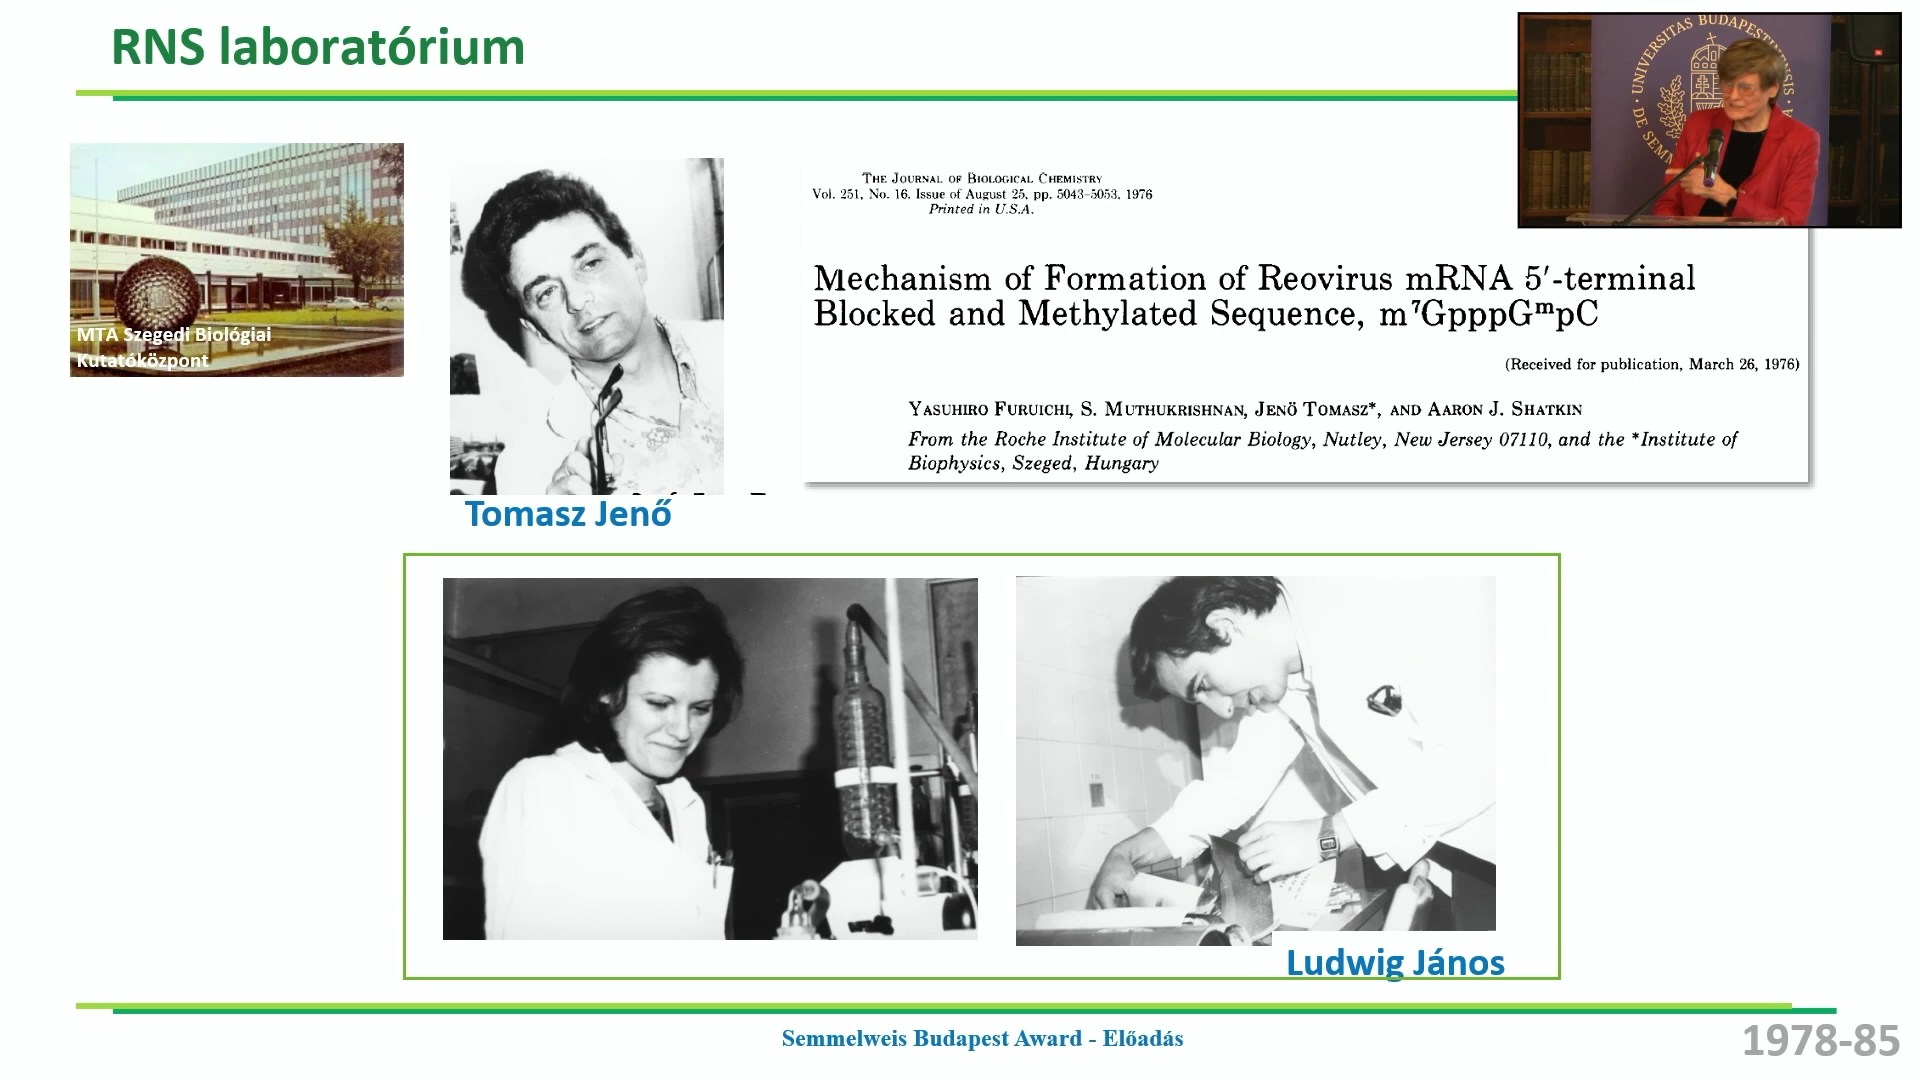 RNS laboratórium
UNIVERSITAS BUDAPESTINENSIS
DE SEMM
MTA Szegedi Biológiai
Kutatóközpont
THE JOURNAL OF BIOLOGICAL CHEMISTRY
Vol. 251, No. 16, Issue of August 25, pp. 5043-5053, 1976
Printed in U.S.A.
Mechanism of Formation of Reovirus mRNA 5′-terminal
Blocked and Methylated Sequence, m⁷GpppGᵐpC
(Received for publication, March 26, 1976)
YASUHIRO FURUICHI, S. MUTHUKRISHNAN, JENÖ TOMASZ*, AND AARON J. SHATKIN
From the Roche Institute of Molecular Biology, Nutley, New Jersey 07110, and the *Institute of
Biophysics, Szeged, Hungary
Tomasz Jenő
Ludwig János
Semmelweis Budapest Award - Előadás
1978-85